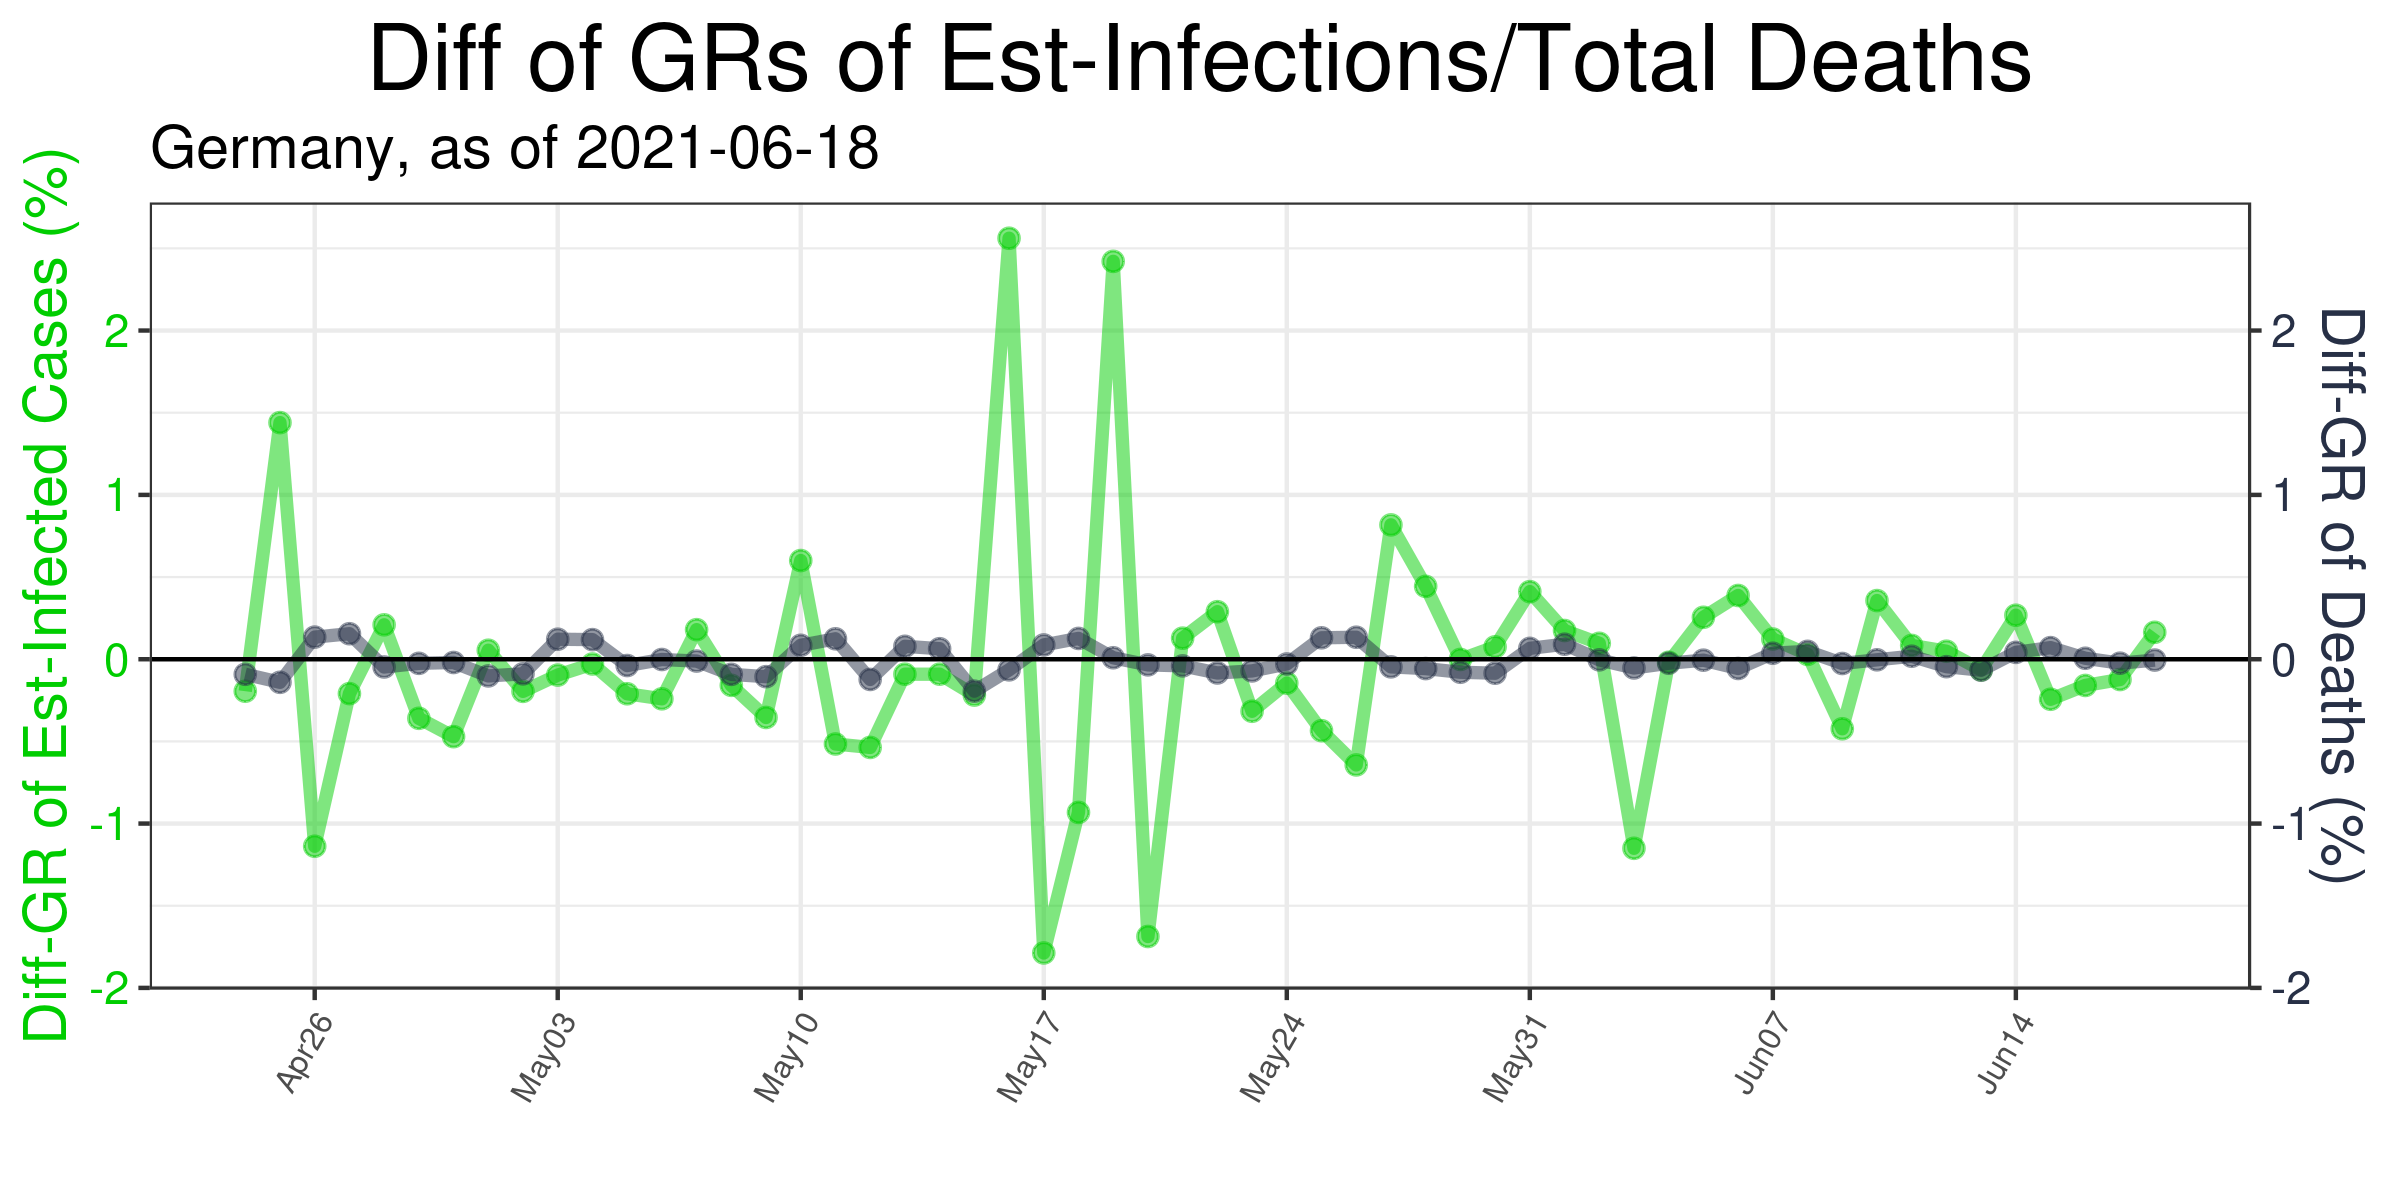 Diff of GRs of Est-Infections/Total Deaths
Germany, as of 2021-06-18
Diff-GR of Est-Infected Cases (%)
2
1
0
-1
-2
2
1
0
-1
-2
Diff-GR of Deaths (%)
Apr26
May03
May10
May17
May24
May31
Jun07
Jun14